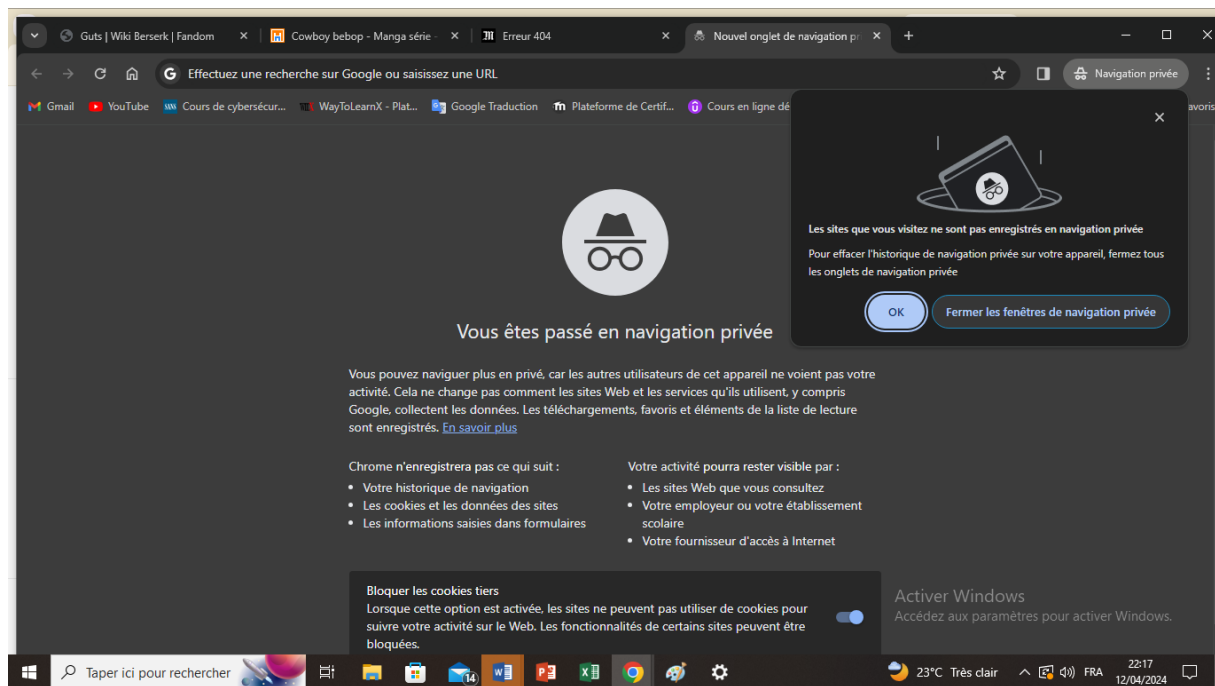 Guts | Wiki Berserk | Fandom
Cowboy bebop - Manga série -
Erreur 404
Nouvel onglet de navigation pri
Effectuez une recherche sur Google ou saisissez une URL
Navigation privée
Gmail
YouTube
Cours de cybersécur...
WayToLearnX - Plat...
Google Traduction
Plateforme de Certif...
Cours en ligne dé
avoris
Les sites que vous visitez ne sont pas enregistrés en navigation privée
Pour effacer l'historique de navigation privée sur votre appareil, fermez tous
les onglets de navigation privée
OK
Fermer les fenêtres de navigation privée
Vous êtes passé en navigation privée
Vous pouvez naviguer plus en privé, car les autres utilisateurs de cet appareil ne voient pas votre
activité. Cela ne change pas comment les sites Web et les services qu'ils utilisent, y compris
Google, collectent les données. Les téléchargements, favoris et éléments de la liste de lecture
sont enregistrés. En savoir plus
Chrome n'enregistrera pas ce qui suit :
• Votre historique de navigation
• Les cookies et les données des sites
• Les informations saisies dans formulaires
Votre activité pourra rester visible par :
• Les sites Web que vous consultez
• Votre employeur ou votre établissement
scolaire
• Votre fournisseur d'accès à Internet
Bloquer les cookies tiers
Lorsque cette option est activée, les sites ne peuvent pas utiliser de cookies pour
suivre votre activité sur le Web. Les fonctionnalités de certains sites peuvent être
bloquées.
Activer Windows
Accédez aux paramètres pour activer Windows.
Taper ici pour rechercher
14
23°C Très clair
FRA
22:17
12/04/2024